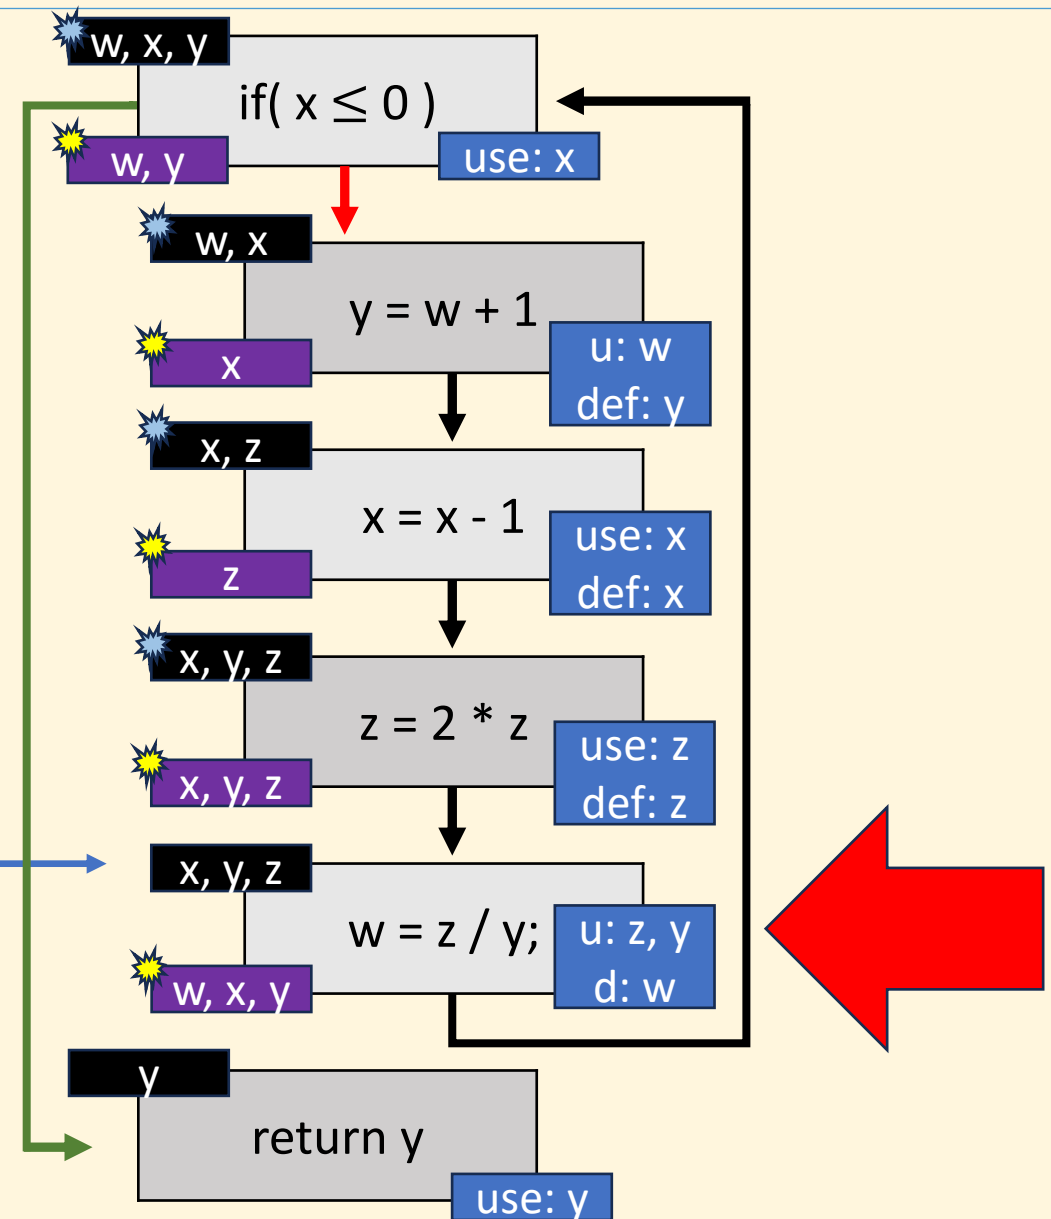 w, x, y
if( x ≤ 0 )
w, y
use: x
w, x
y = w + 1
x
u: w
def: y
x, z
x = x - 1
z
use: x
def: x
x, y, z
z = 2 * z
x, y, z
use: z
def: z
x, y, z
w = z / y;
w, x, y
u: z, y
d: w
y
return y
use: y